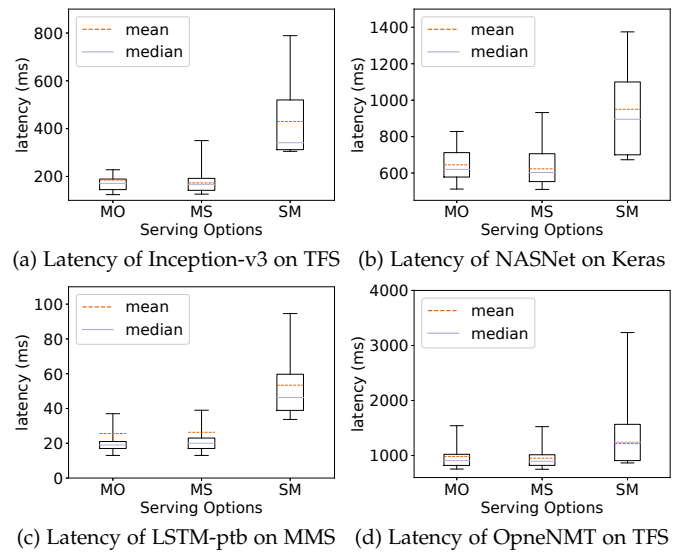 800
600
400
200
latency (ms)
mean
median
MO
MS
SM
Serving Options
(a) Latency of Inception-v3 on TFS
1400
1200
1000
800
600
latency (ms)
mean
median
MO
MS
SM
Serving Options
(b) Latency of NASNet on Keras
100
80
60
40
20
0
latency (ms)
mean
median
MO
MS
SM
Serving Options
(c) Latency of LSTM-ptb on MMS
4000
3000
2000
1000
latency (ms)
mean
median
MO
MS
SM
Serving Options
(d) Latency of OpneNMT on TFS